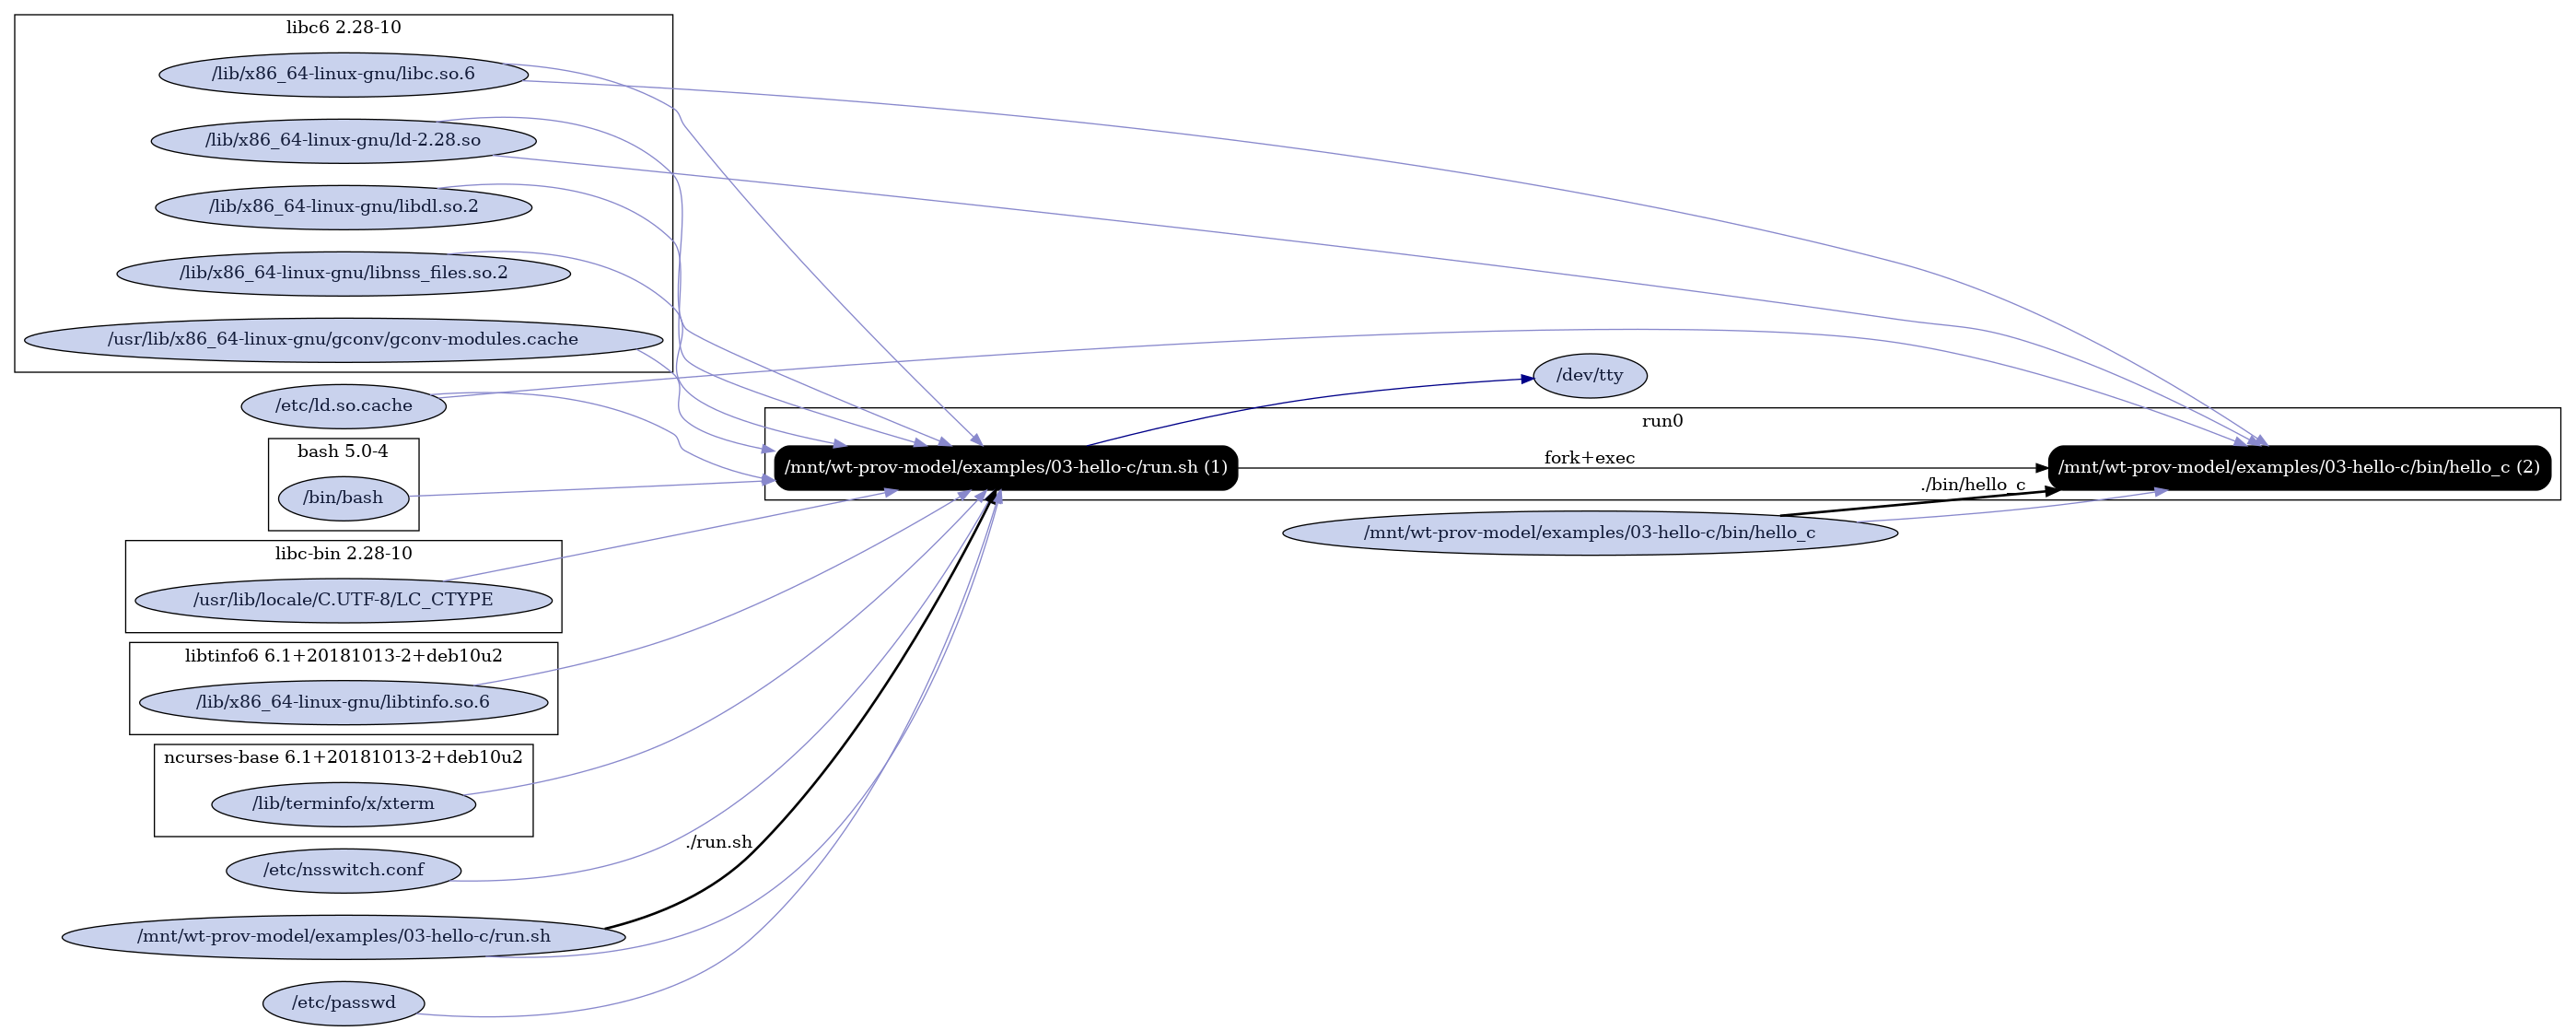 libc6 2.28-10
/lib/x86_64-linux-gnu/libc.so.6
/lib/x86_64-linux-gnu/ld-2.28.so
/lib/x86_64-linux-gnu/libdl.so.2
/lib/x86_64-linux-gnu/libnss_files.so.2
/usr/lib/x86_64-linux-gnu/gconv/gconv-modules.cache
/etc/ld.so.cache
bash 5.0-4
/bin/bash
libc-bin 2.28-10
/usr/lib/locale/C.UTF-8/LC_CTYPE
libtinfo6 6.1+20181013-2+deb10u2
/lib/x86_64-linux-gnu/libtinfo.so.6
ncurses-base 6.1+20181013-2+deb10u2
/lib/terminfo/x/xterm
/etc/nsswitch.conf
/mnt/wt-prov-model/examples/03-hello-c/run.sh
/etc/passwd
./run.sh
/dev/tty
run0
/mnt/wt-prov-model/examples/03-hello-c/run.sh (1)
fork+exec
/mnt/wt-prov-model/examples/03-hello-c/bin/hello_c (2)
./bin/hello_c
/mnt/wt-prov-model/examples/03-hello-c/bin/hello_c